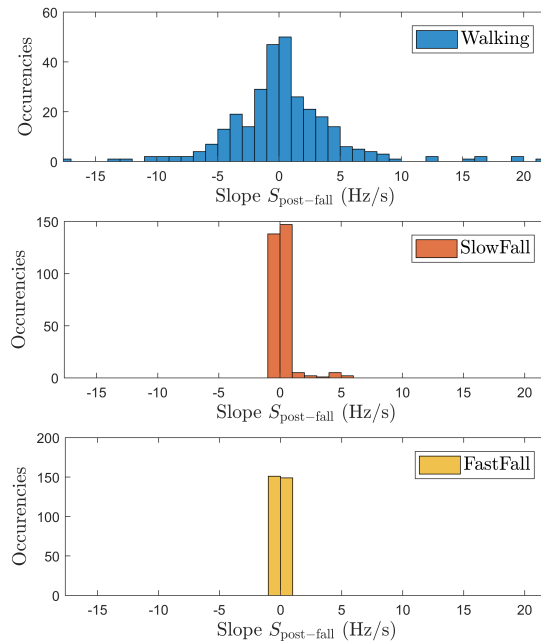 60
40
20
0
Occurencies
Walking
-15 -10 -5 0 5 10 15 20
Slope S_post−fall (Hz/s)
150
100
50
0
Occurencies
SlowFall
-15 -10 -5 0 5 10 15 20
Slope S_post−fall (Hz/s)
200
150
100
50
0
Occurencies
FastFall
-15 -10 -5 0 5 10 15 20
Slope S_post−fall (Hz/s)